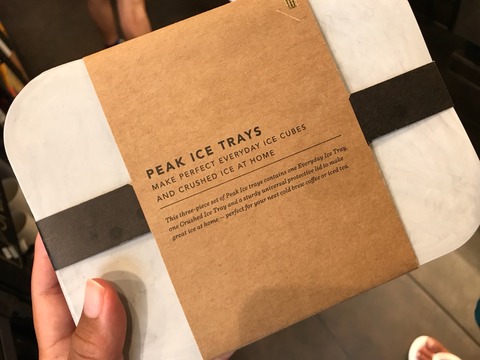 PEAK ICE TRAYS
MAKE PERFECT EVERYDAY ICE CUBES
AND CRUSHED ICE AT HOME
This three-piece set of Peak Ice trays contains one Everyday Ice Tray,
one Crushed Ice Tray and a sturdy universal protective lid to make
great ice at home — perfect for your next cold brew coffee or iced tea.